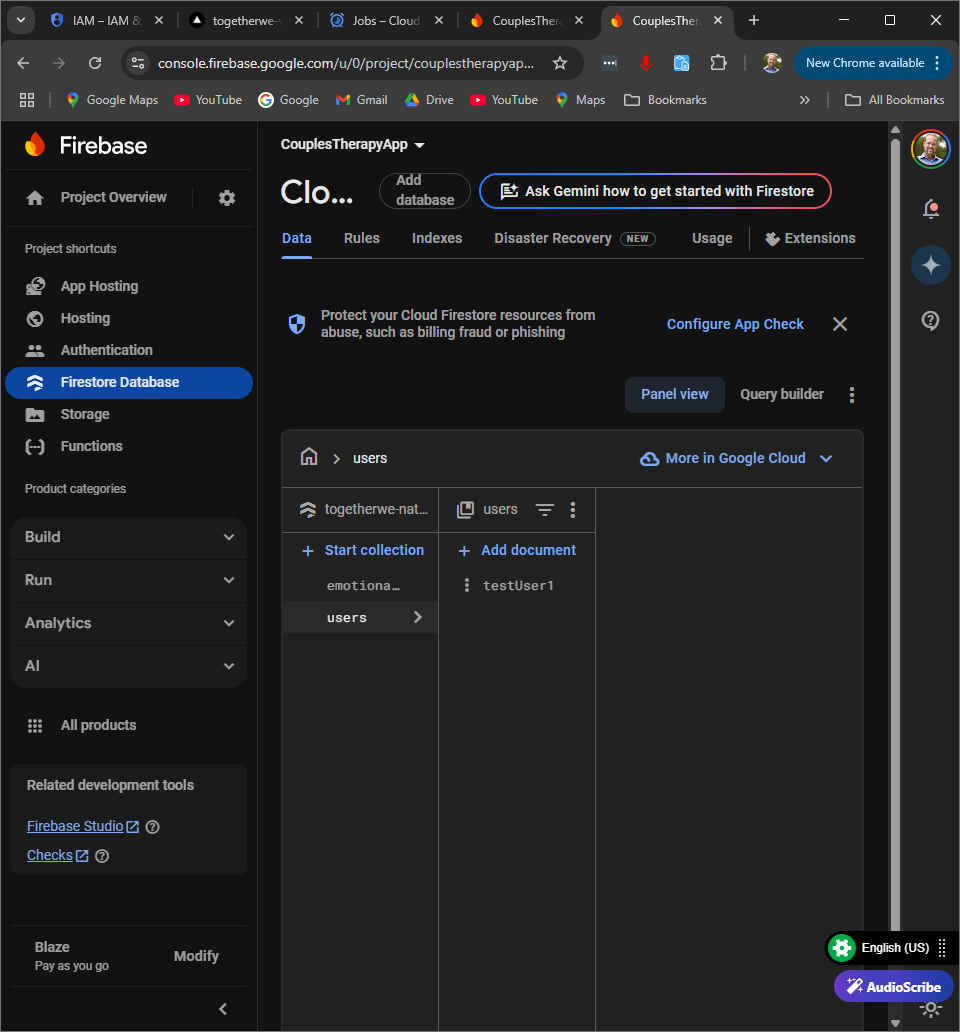 IAM – IAM &
togetherwe-v
Jobs – Cloud
CouplesThera
CouplesThera
console.firebase.google.com/u/0/project/couplestherapyap...
New Chrome available
Google Maps
YouTube
Google
Gmail
Drive
YouTube
Maps
Bookmarks
All Bookmarks
Firebase
Project Overview
Project shortcuts
App Hosting
Hosting
Authentication
Firestore Database
Storage
Functions
Product categories
Build
Run
Analytics
AI
All products
Related development tools
Firebase Studio
Checks
Blaze
Pay as you go
Modify
CouplesTherapyApp
Clo...
Add
database
Ask Gemini how to get started with Firestore
Data
Rules
Indexes
Disaster Recovery NEW
Usage
Extensions
Protect your Cloud Firestore resources from
abuse, such as billing fraud or phishing
Configure App Check
Panel view
Query builder
users
More in Google Cloud
togetherwe-nat...
users
Start collection
Add document
emotiona…
testUser1
users
English (US)
AudioScribe